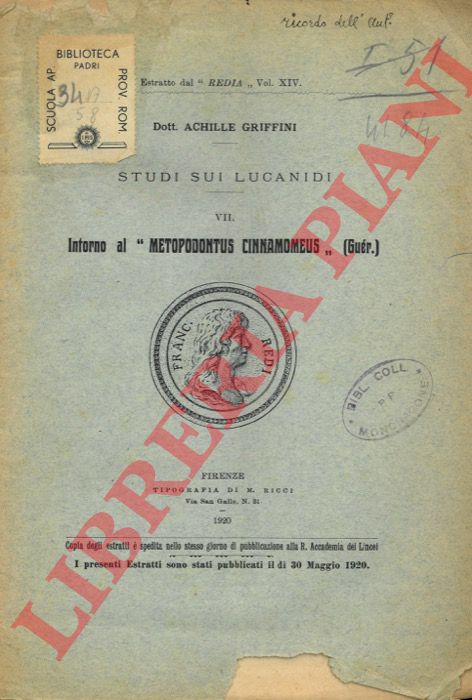 ricordo dell' Aut.
BIBLIOTECA
PADRI
SCUOLA AP.
PROV ROM
58
I 51
Estratto dal “ REDIA „ Vol. XIV.
Dott. ACHILLE GRIFFINI
STUDI SUI LUCANIDI
VII.
Intorno al “ METOPODONTUS CINNAMOMEUS „ (Guér.)
FRANC. REDI
BIBL. COLL
P.P.
FIRENZE
TIPOGRAFIA DI M. RICCI
Via San Gallo, N. 31
1920
Copia degli estratti è spedita nello stesso giorno di pubblicazione alla R. Accademia dei Lincei
I presenti Estratti sono stati pubblicati il dì 30 Maggio 1920.
LIBRERIA PIANI